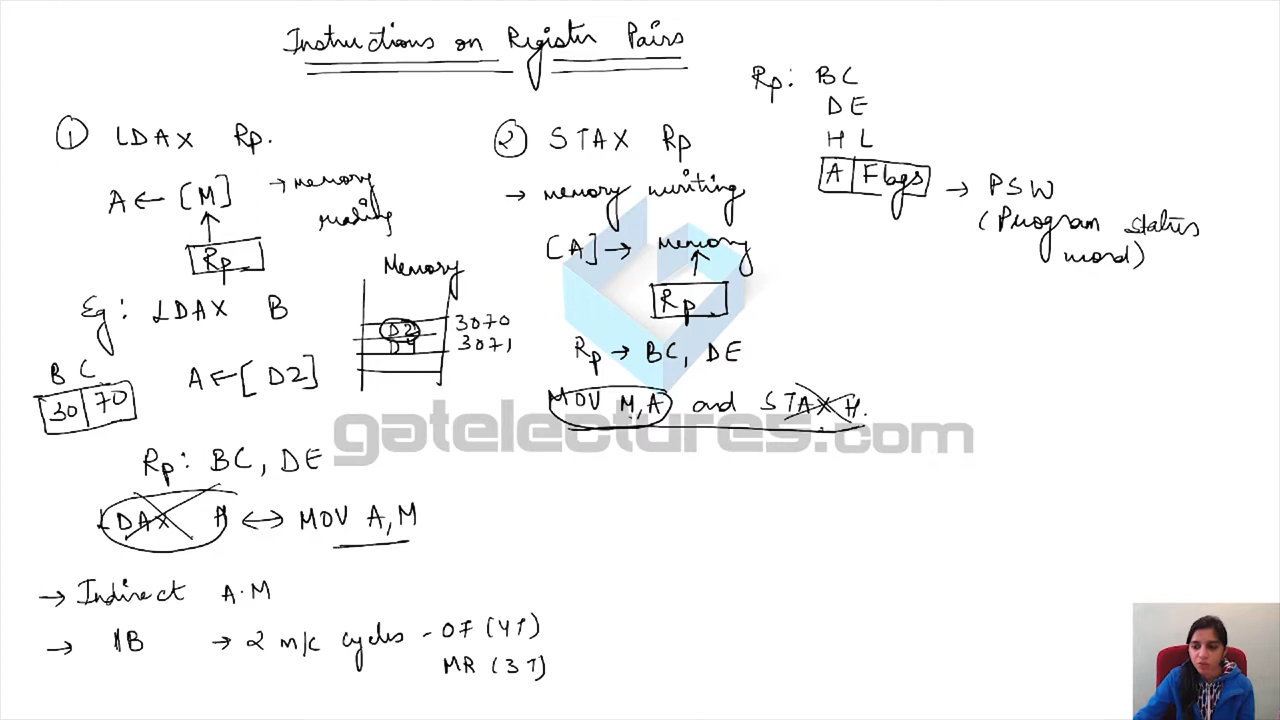 Instructions on Register Pairs
Rp: BC
DE
HL
A Flags → PSW
(Program status
word)
① LDAX Rp.
A ← [M] → memory
reading
Rp
Eg: LDAX B
B C
30 70
A ← [D2]
Memory
D2 3070
D4 3071
Rp: BC, DE
LDAX H ↔ MOV A,M
→ Indirect A.M
→ 1B → 2 m/c cycles - OF (4T)
MR (3T)
② STAX Rp
→ memory writing
[A] → memory
Rp
Rp → BC, DE
MOV M,A and STAX H.
gatelectures.com